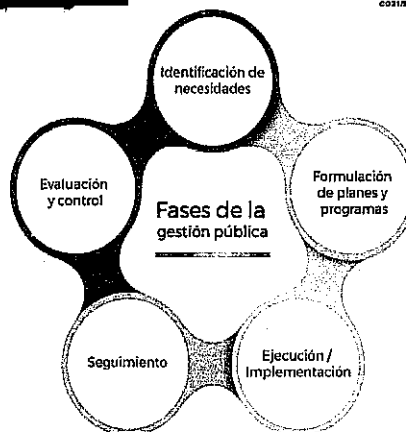 Identificación de
necesidades
Formulación
de planes y
programas
Ejecución /
Implementación
Seguimiento
Evaluación
y control
Fases de la
gestión pública